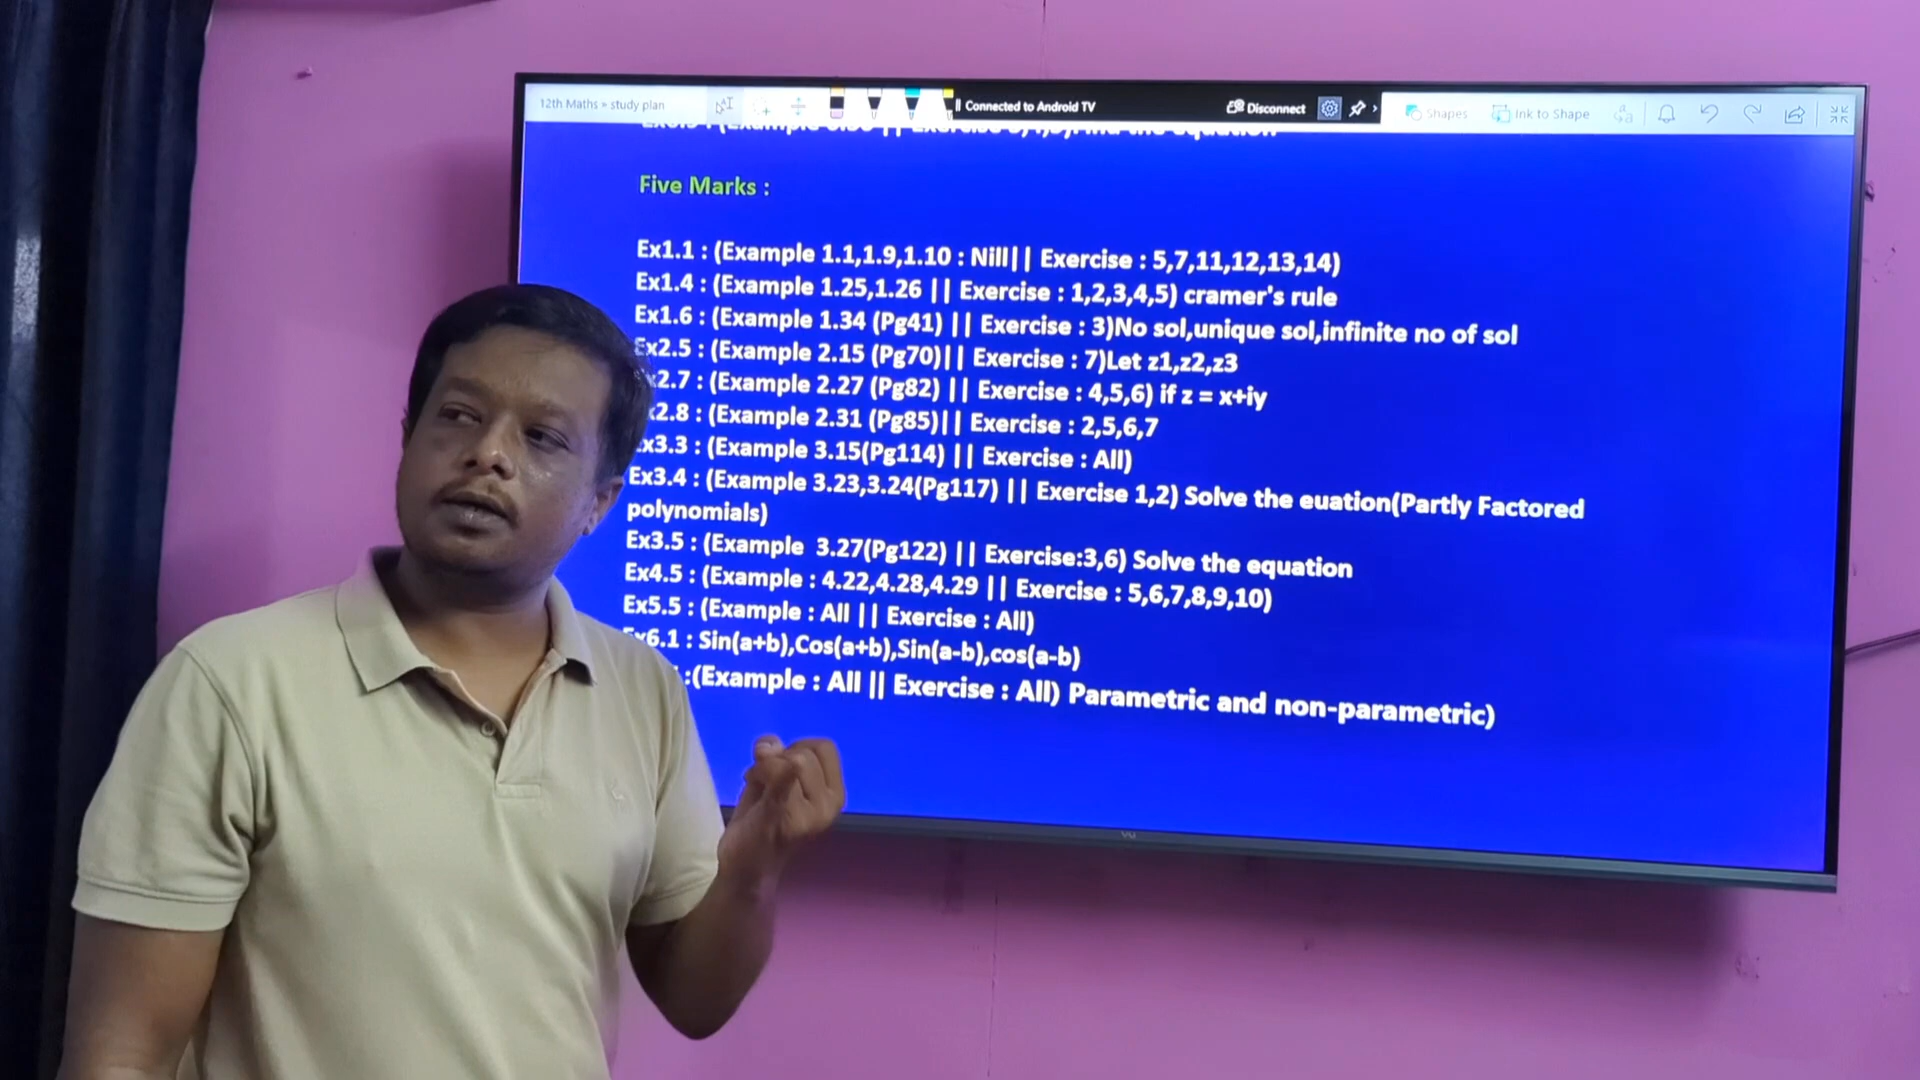 12th Maths » study plan
Connected to Android TV
Disconnect
Shapes
Ink to Shape
Five Marks :
Ex1.1 : (Example 1.1,1.9,1.10 : Nill|| Exercise : 5,7,11,12,13,14)
Ex1.4 : (Example 1.25,1.26 || Exercise : 1,2,3,4,5) cramer's rule
Ex1.6 : (Example 1.34 (Pg41) || Exercise : 3)No sol,unique sol,infinite no of sol
Ex2.5 : (Example 2.15 (Pg70)|| Exercise : 7)Let z1,z2,z3
x2.7 : (Example 2.27 (Pg82) || Exercise : 4,5,6) if z = x+iy
x2.8 : (Example 2.31 (Pg85)|| Exercise : 2,5,6,7
x3.3 : (Example 3.15(Pg114) || Exercise : All)
Ex3.4 : (Example 3.23,3.24(Pg117) || Exercise 1,2) Solve the euation(Partly Factored
polynomials)
Ex3.5 : (Example 3.27(Pg122) || Exercise:3,6) Solve the equation
Ex4.5 : (Example : 4.22,4.28,4.29 || Exercise : 5,6,7,8,9,10)
Ex5.5 : (Example : All || Exercise : All)
Ex6.1 : Sin(a+b),Cos(a+b),Sin(a-b),cos(a-b)
:(Example : All || Exercise : All) Parametric and non-parametric)
VU